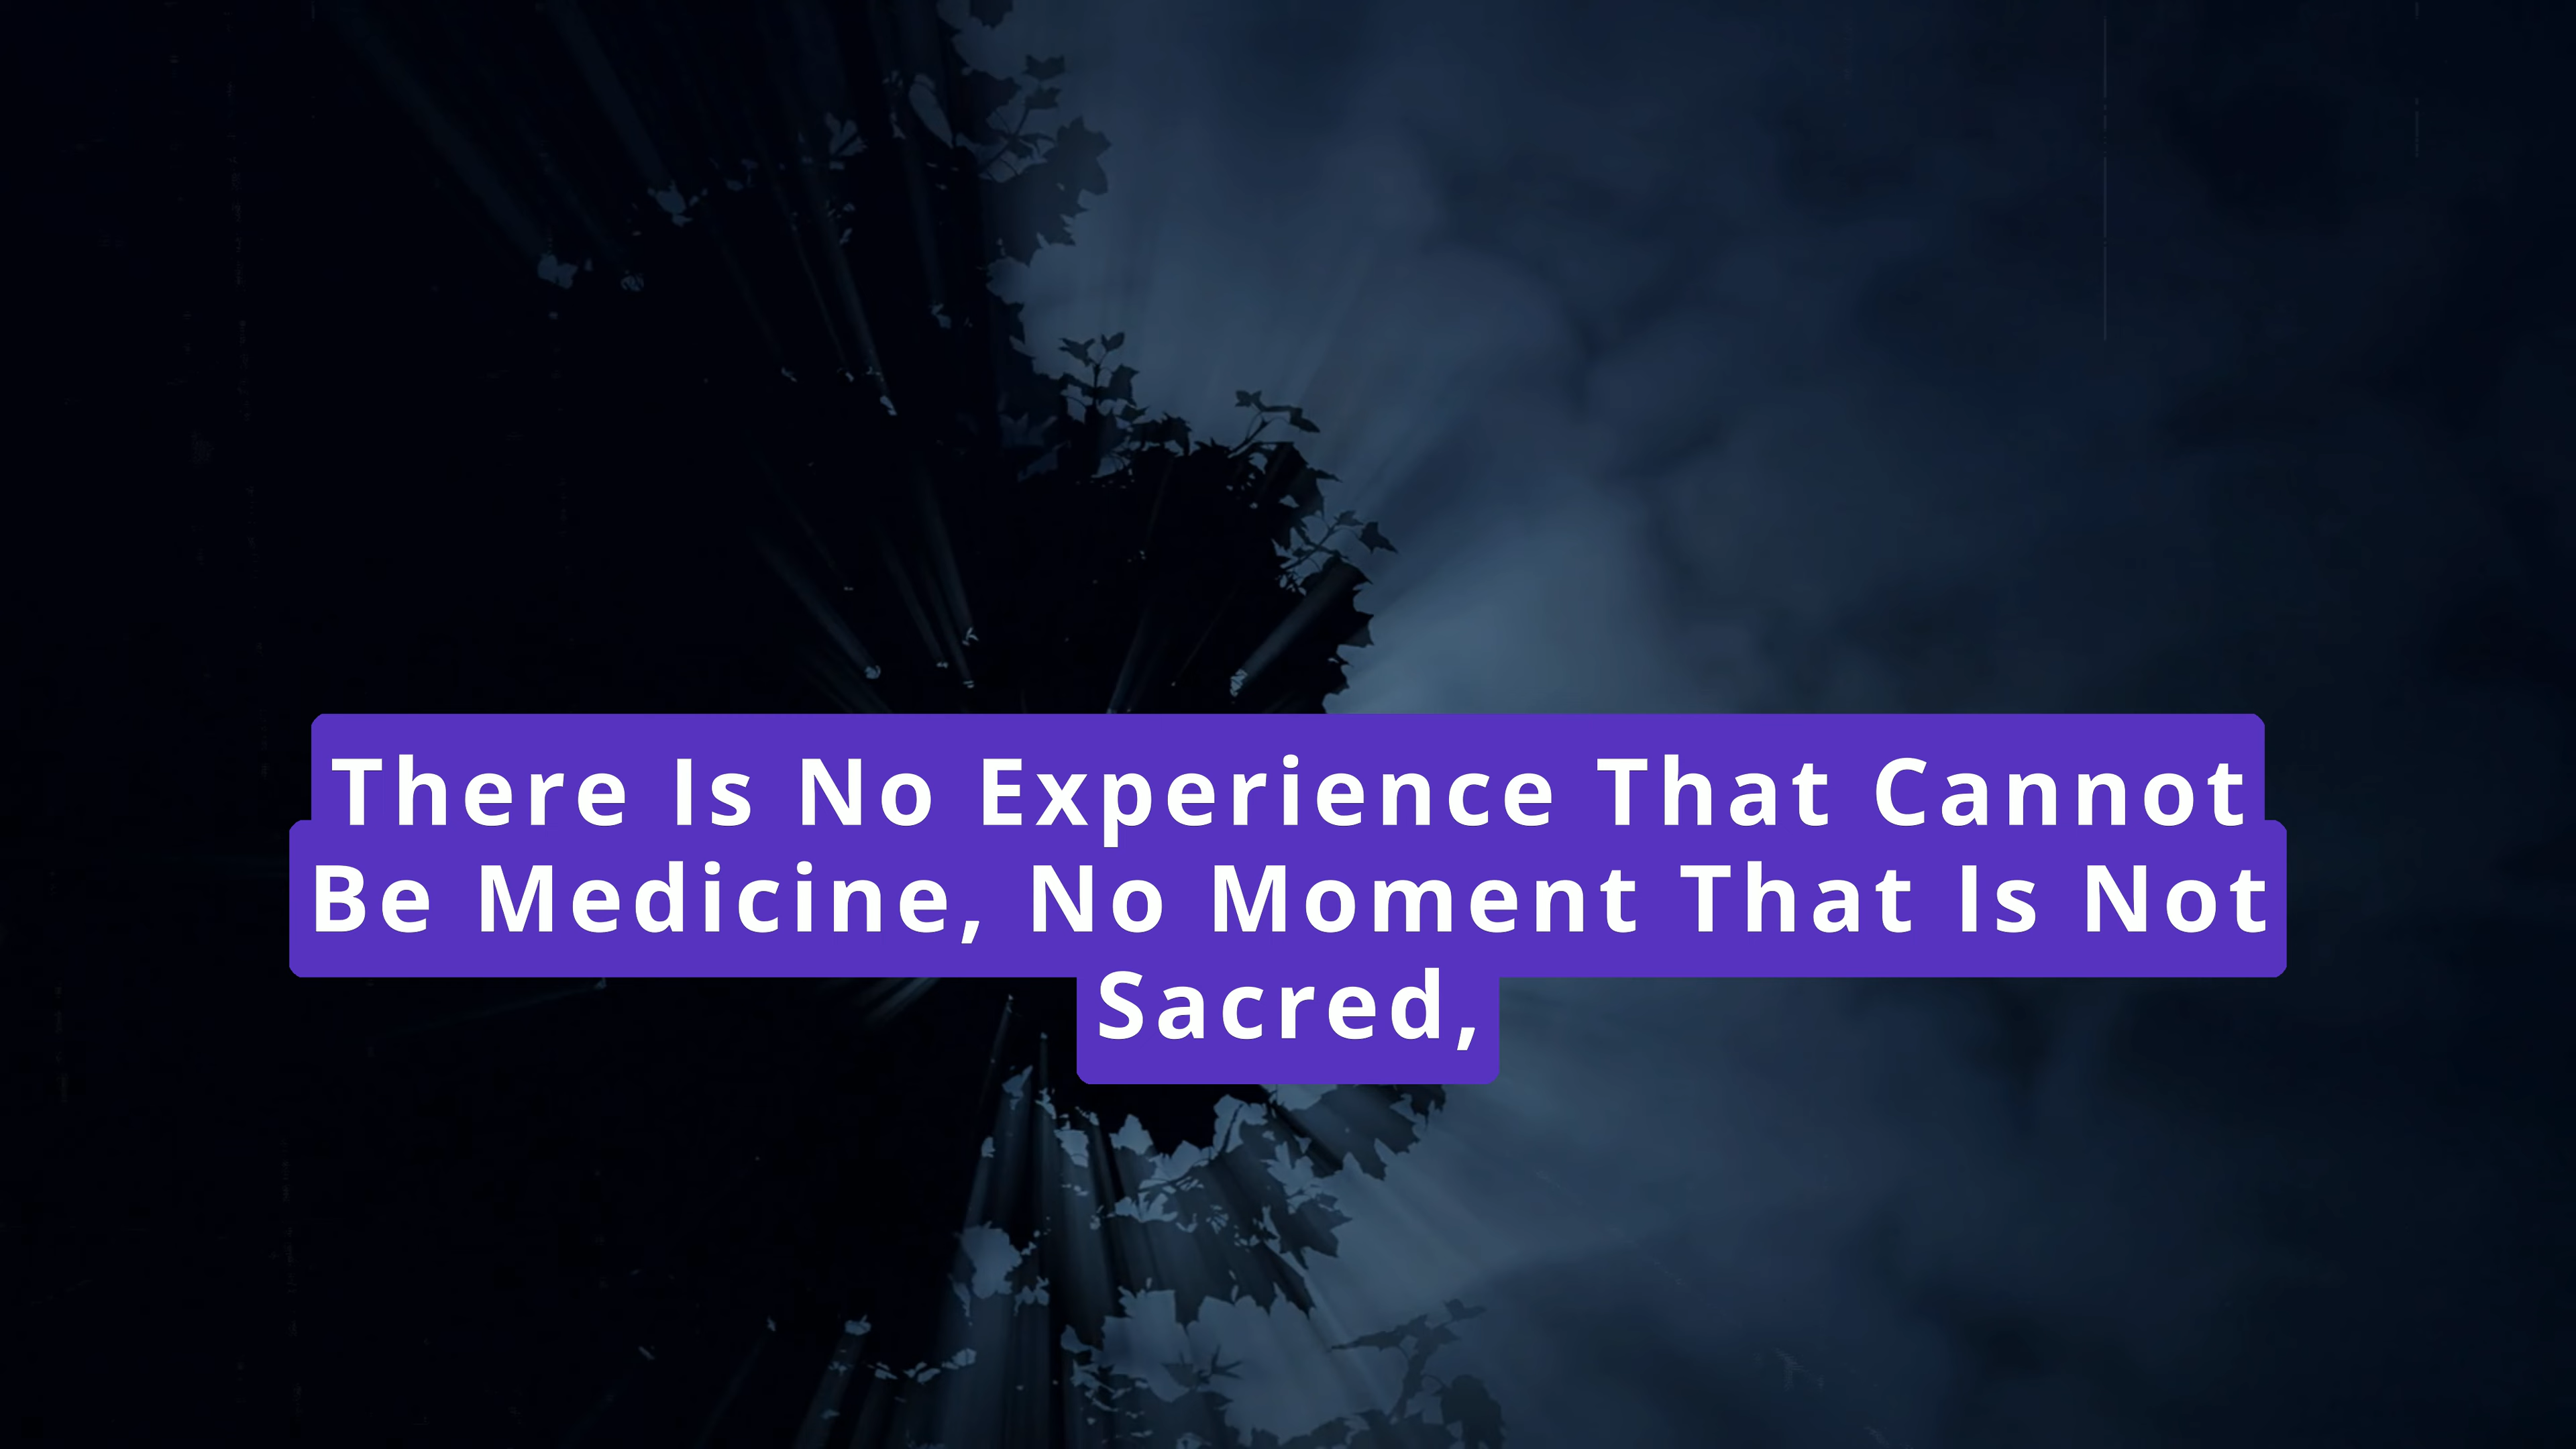 There Is No Experience That Cannot
Be Medicine, No Moment That Is Not
Sacred,